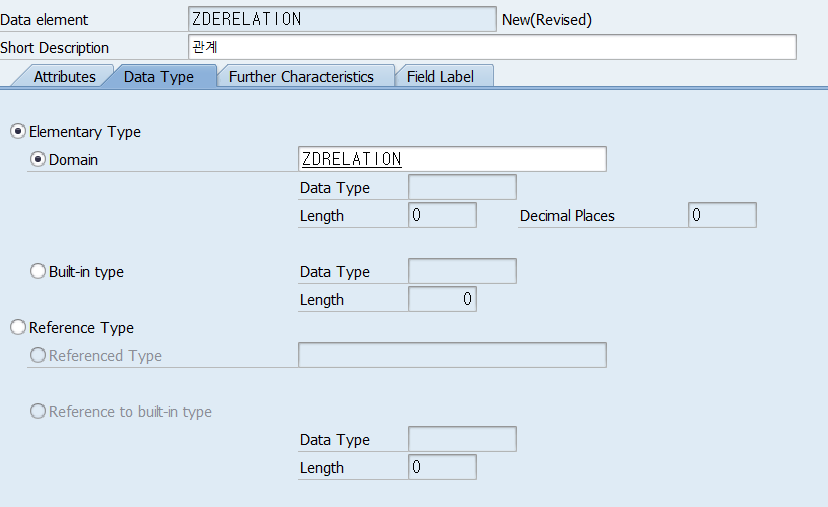 Data element ZDERELATION New(Revised)
Short Description 관계
Attributes Data Type Further Characteristics Field Label
Elementary Type
Domain ZDRELATION
Data Type
Length 0 Decimal Places 0
Built-in type Data Type
Length 0
Reference Type
Referenced Type
Reference to built-in type
Data Type
Length 0